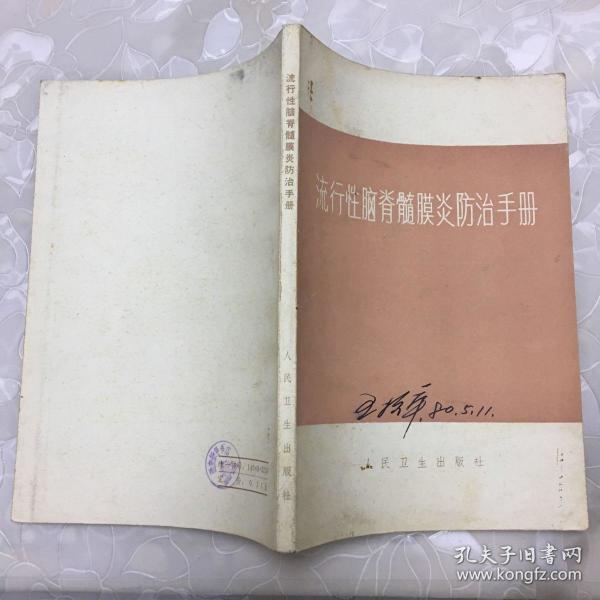 流行性脑脊髓膜炎防治手册
80.5.11.
人民卫生出版社
流行性脑脊髓膜炎防治手册
人民卫生出版社
孔夫子旧书网
www.kongfz.com